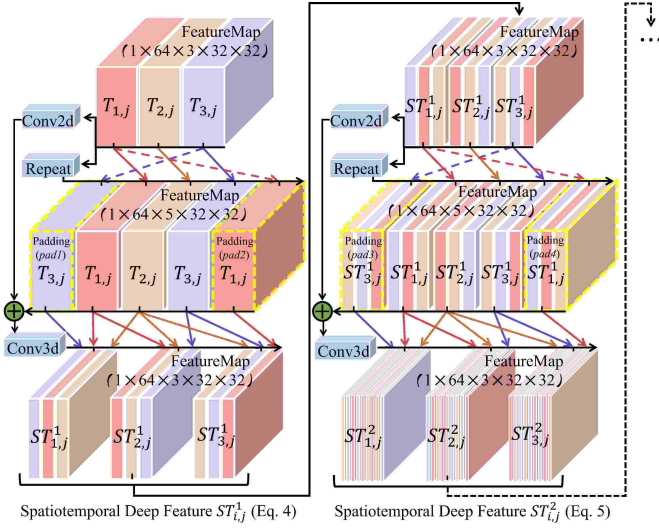 FeatureMap
(1×64×3×32×32)
T1,j T2,j T3,j
Conv2d
Repeat
FeatureMap
(1×64×5×32×32)
Padding (pad1) T3,j
T1,j T2,j T3,j
Padding (pad2) T1,j
Conv3d
FeatureMap
(1×64×3×32×32)
ST¹1,j ST¹2,j ST¹3,j
Spatiotemporal Deep Feature ST¹i,j (Eq. 4)
FeatureMap
(1×64×3×32×32)
ST¹1,j ST¹2,j ST¹3,j
...
Conv2d
Repeat
FeatureMap
(1×64×5×32×32)
Padding (pad3) ST¹3,j
ST¹1,j ST¹2,j ST¹3,j
Padding (pad4) ST¹1,j
Conv3d
FeatureMap
(1×64×3×32×32)
ST²1,j ST²2,j ST²3,j
Spatiotemporal Deep Feature ST²i,j (Eq. 5)